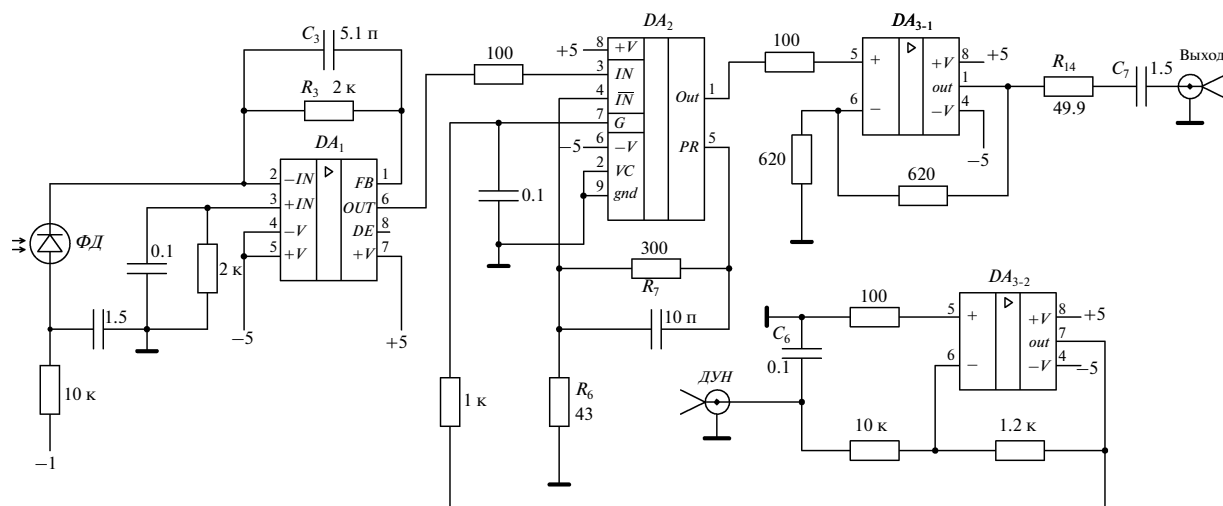 C₃ 5.1 п
R₃ 2 к
DA₁
2 −IN FB 1
3 +IN OUT 6
4 −V DE 8
5 +V +V 7
ФД
0.1
2 к
1.5
−5
+5
10 к
−1
100
DA₂
+5 8 +V
3 IN
4 IN
7 G
−5 6 −V
2 VC
9 gnd
Out 1
PR 5
0.1
300
R₇
10 п
1 к
R₆
43
100
DA₃₋₁
5 + +V 8 +5
out 1
6 − −V 4
−5
620
620
R₁₄
49.9
C₇ 1.5
Выход
DA₃₋₂
100
5 + +V 8 +5
out 7
6 − −V 4 −5
C₆
0.1
ДУН
10 к
1.2 к